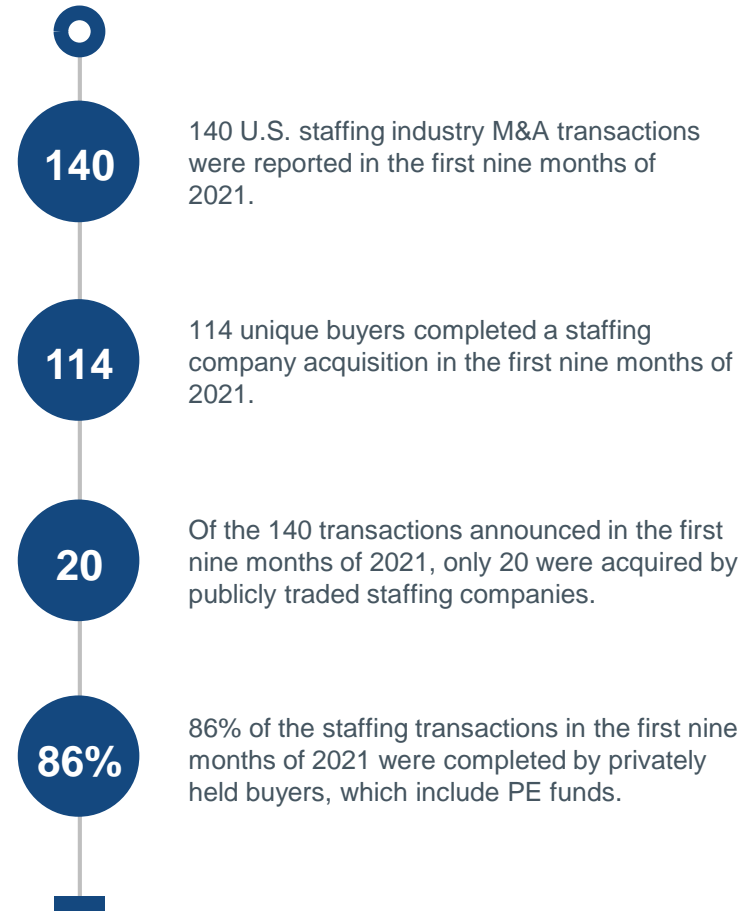 140
140 U.S. staffing industry M&A transactions
were reported in the first nine months of
2021.
114
114 unique buyers completed a staffing
company acquisition in the first nine months of
2021.
20
Of the 140 transactions announced in the first
nine months of 2021, only 20 were acquired by
publicly traded staffing companies.
86%
86% of the staffing transactions in the first nine
months of 2021 were completed by privately
held buyers, which include PE funds.